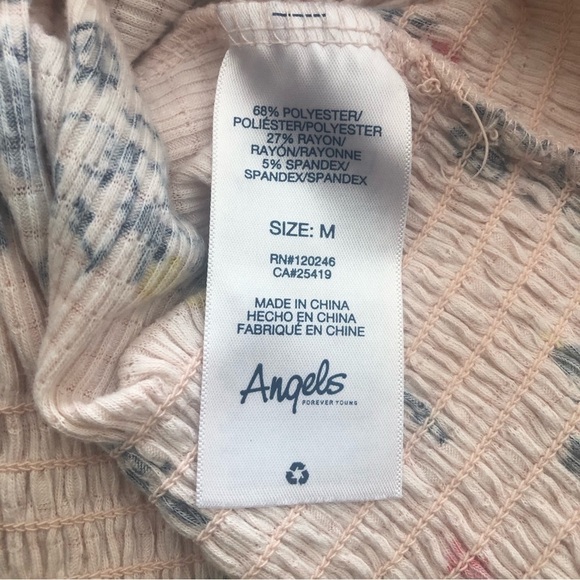 68% POLYESTER/
POLIÉSTER/POLYESTER
27% RAYON/
RAYÓN/RAYONNE
5% SPANDEX/
SPANDEX/SPANDEX
SIZE: M
RN#120246
CA#25419
MADE IN CHINA
HECHO EN CHINA
FABRIQUÉ EN CHINE
Angels
FOREVER YOUNG